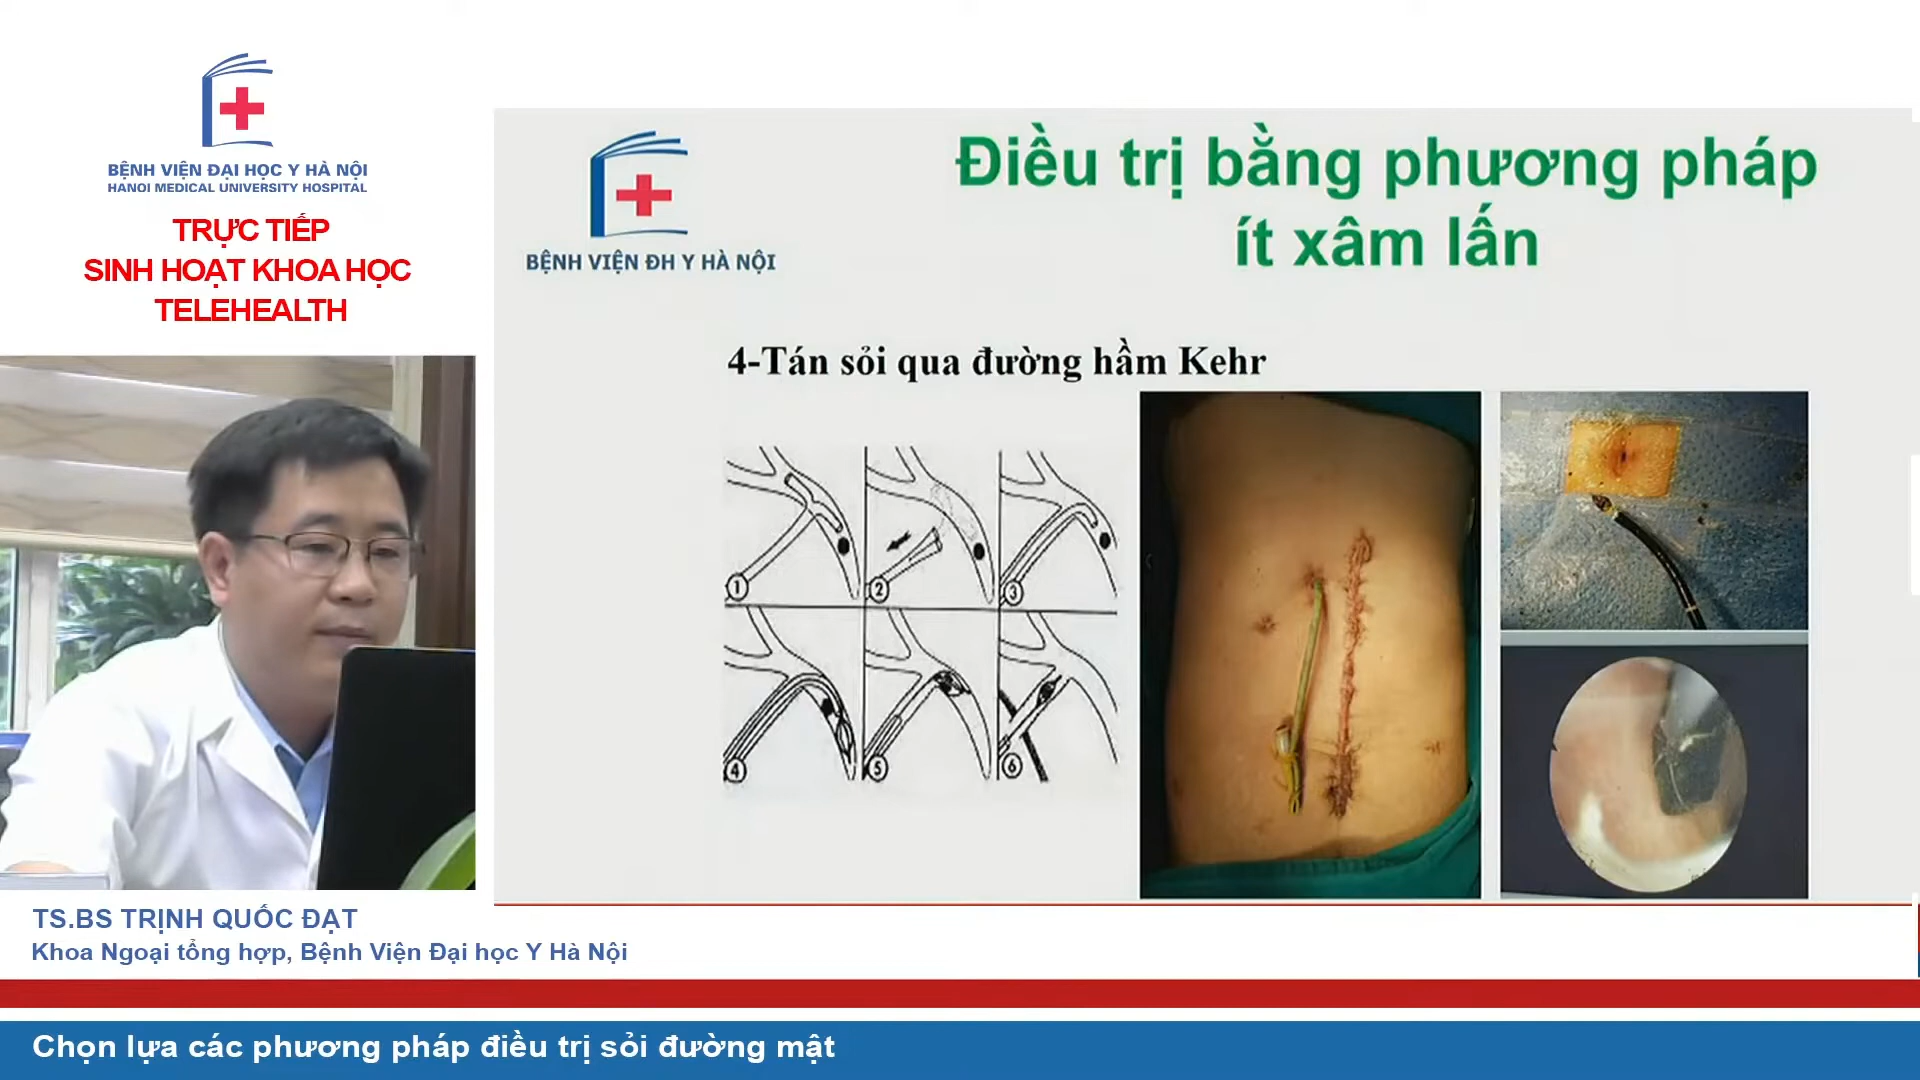 BỆNH VIỆN ĐẠI HỌC Y HÀ NỘI
HANOI MEDICAL UNIVERSITY HOSPITAL
TRỰC TIẾP
SINH HOẠT KHOA HỌC
TELEHEALTH
BỆNH VIỆN ĐH Y HÀ NỘI
Điều trị bằng phương pháp
ít xâm lấn
4-Tán sỏi qua đường hầm Kehr
1
2
3
4
5
6
TS.BS TRỊNH QUỐC ĐẠT
Khoa Ngoại tổng hợp, Bệnh Viện Đại học Y Hà Nội
Chọn lựa các phương pháp điều trị sỏi đường mật